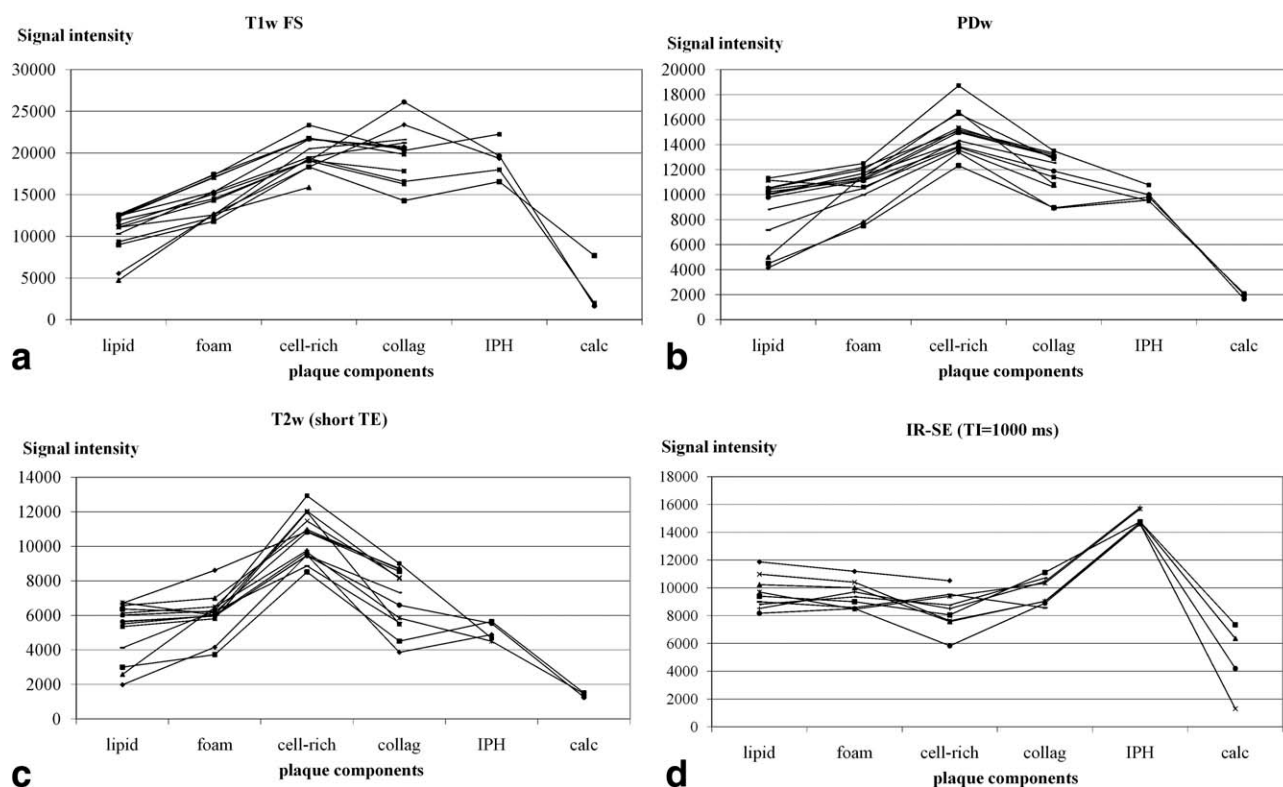 T1w FS
Signal intensity
30000
25000
20000
15000
10000
5000
0
lipid foam cell-rich collag IPH calc
plaque components
a
PDw
Signal intensity
20000
18000
16000
14000
12000
10000
8000
6000
4000
2000
0
lipid foam cell-rich collag IPH calc
plaque components
b
T2w (short TE)
Signal intensity
14000
12000
10000
8000
6000
4000
2000
0
lipid foam cell-rich collag IPH calc
plaque components
c
IR-SE (TI=1000 ms)
Signal intensity
18000
16000
14000
12000
10000
8000
6000
4000
2000
0
lipid foam cell-rich collag IPH calc
plaque components
d